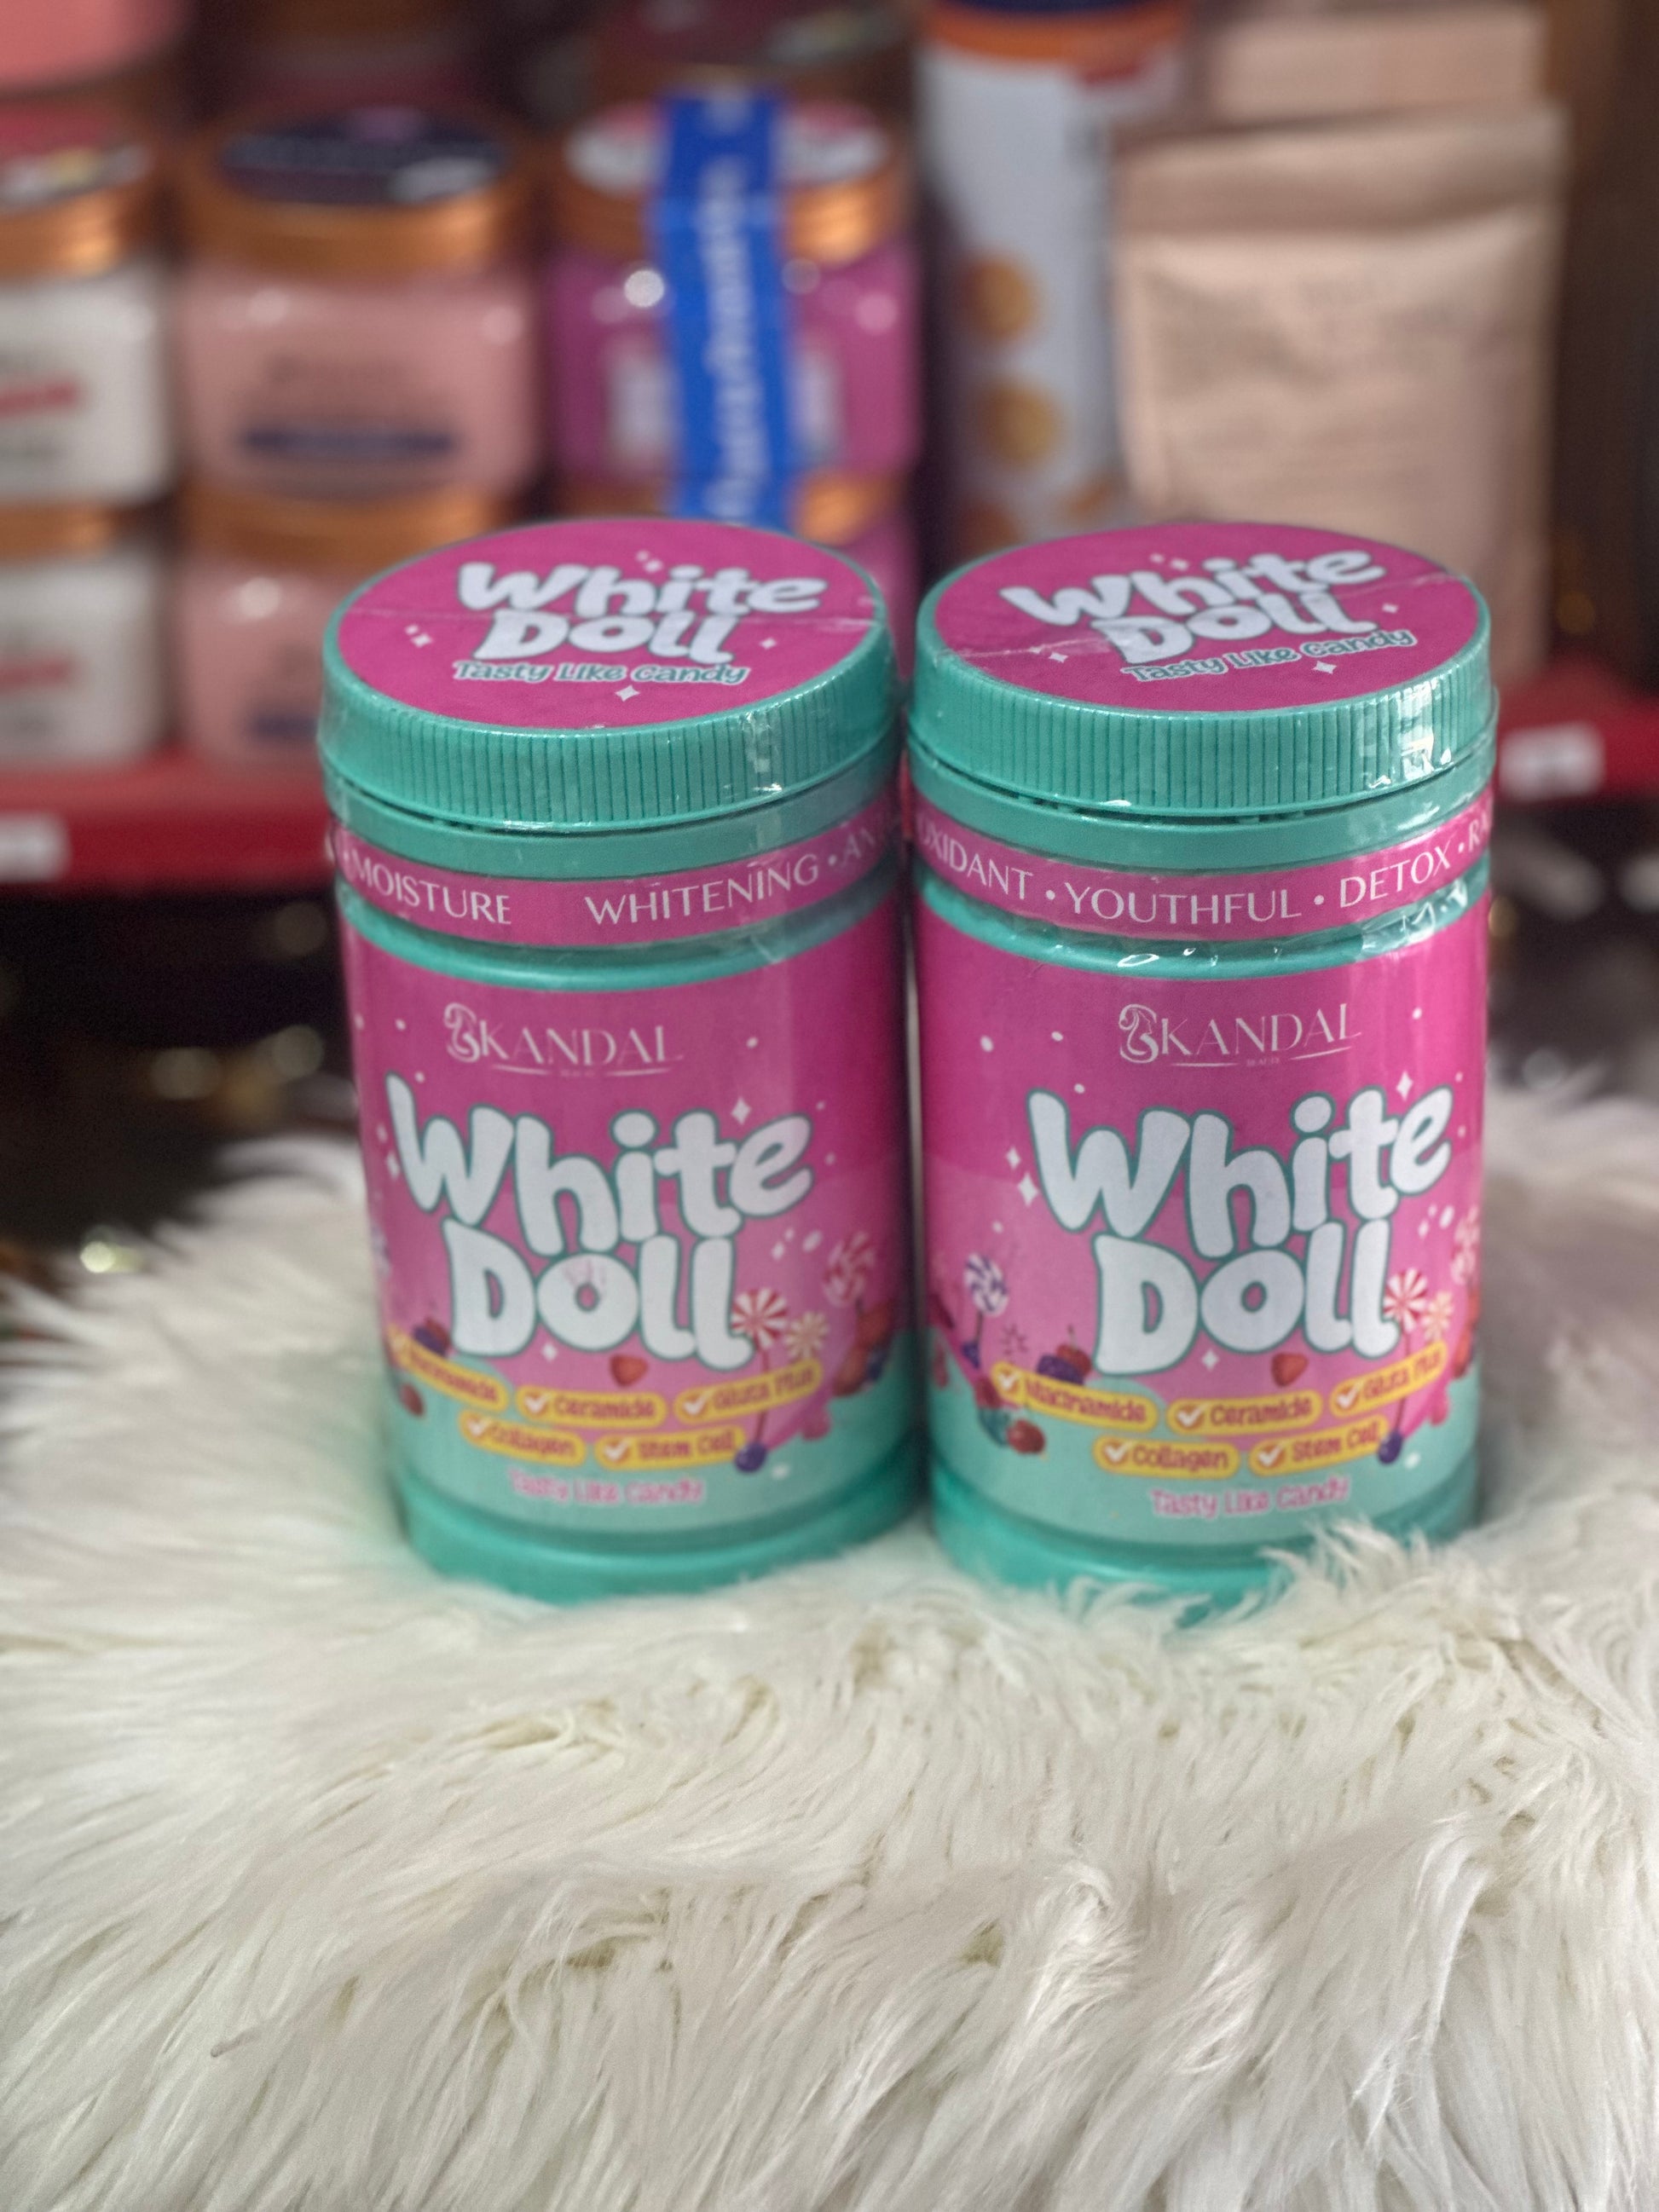 White
Doll
Tasty Like Candy
MOISTURE WHITENING • AN
SKANDAL
White
Doll
Niacinamide
Ceramide
Gluta Plus
Collagen
Stem Cell
Tasty Like Candy
White
Doll
Tasty Like Candy
OXIDANT • YOUTHFUL • DETOX • RA
SKANDAL
White
Doll
Niacinamide
Ceramide
Gluta Plus
Collagen
Stem Cell
Tasty Like Candy